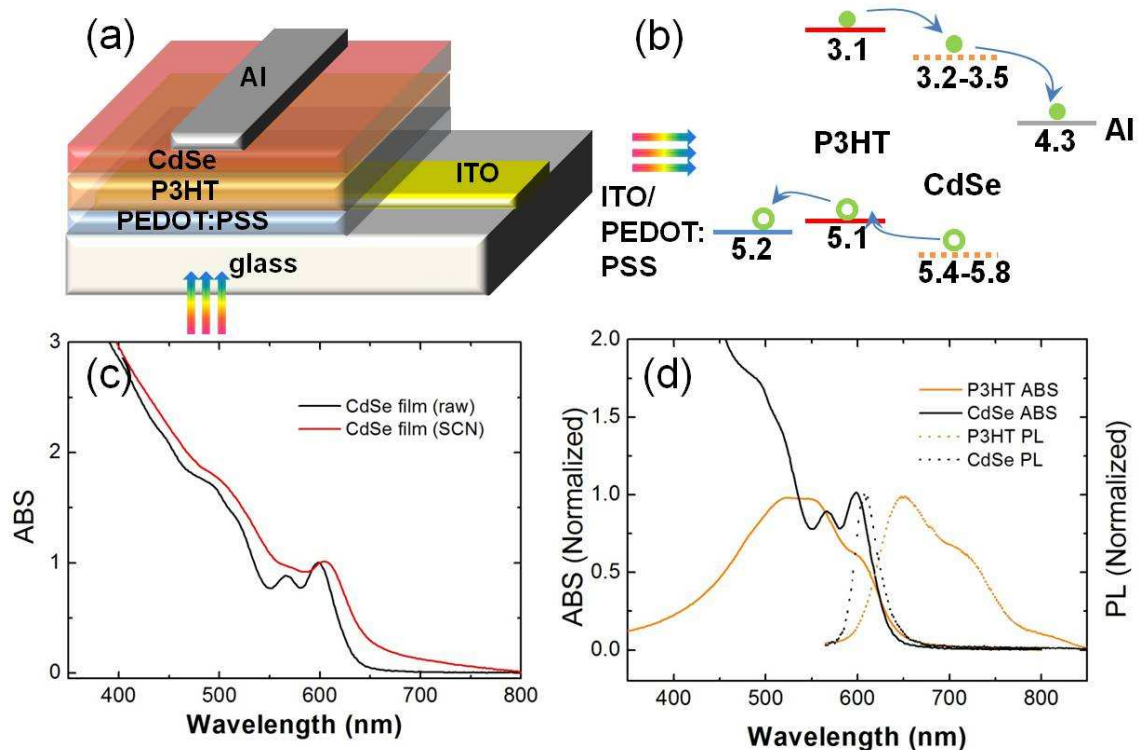 (a)
Al
CdSe
P3HT
PEDOT:PSS
ITO
glass
(b)
3.1
3.2-3.5
4.3
Al
P3HT
CdSe
ITO/
PEDOT:
PSS
5.2
5.1
5.4-5.8
(c)
3
2
1
0
ABS
CdSe film (raw)
CdSe film (SCN)
400 500 600 700 800
Wavelength (nm)
(d)
2.0
1.5
1.0
0.5
0.0
ABS (Normalized)
P3HT ABS
CdSe ABS
P3HT PL
CdSe PL
PL (Normalized)
400 500 600 700 800
Wavelength (nm)